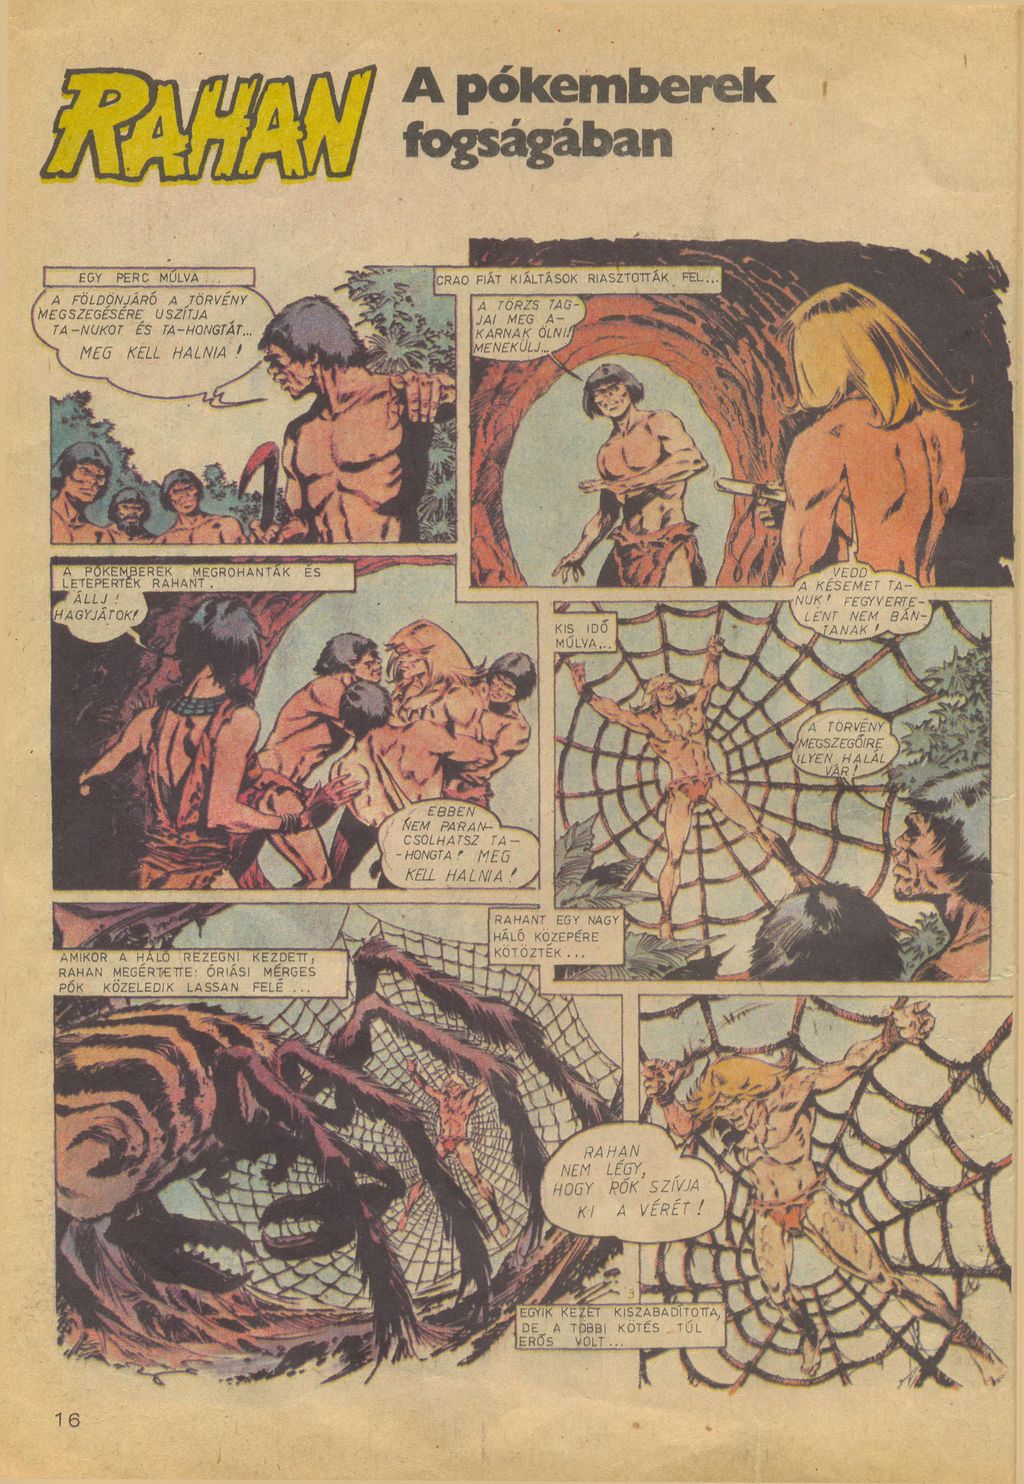 RAHAN
A pókemberek
fogságában
EGY PERC MÚLVA ...
A FÖLDÖNJÁRÓ A TÖRVÉNY
MEGSZEGÉSÉRE USZÍTJA
TA-NUKOT ÉS TA-HONGTÁT...
MEG KELL HALNIA !
CRAO FIÁT KIÁLTÁSOK RIASZTOTTÁK FEL...
A TÖRZS TAG-
JAI MEG A-
KARNAK ÖLNI!
MENEKÜLJ...
VEDD
A KÉSEMET TA-
NUK! FEGYVERTE-
LENT NEM BÁN-
TANAK !
A PÓKEMBEREK MEGROHANTÁK ÉS
LETEPERTÉK RAHANT.
ÁLLJ !
HAGYJÁTOK!
EBBEN
NEM PARAN-
CSOLHATSZ TA-
-HONGTA! MEG
KELL HALNIA !
KIS IDŐ
MÚLVA...
A TÖRVÉNY
MEGSZEGŐIRE
ILYEN HALÁL
VÁR!
RAHANT EGY NAGY
HÁLÓ KÖZEPÉRE
KÖTÖZTÉK ...
AMIKOR A HÁLÓ REZEGNI KEZDETT,
RAHAN MEGÉRTETTE: ÓRIÁSI MÉRGES
PÓK KÖZELEDIK LASSAN FELÉ ...
RAHAN
NEM LÉGY,
HOGY PÓK SZÍVJA
KI A VÉRÉT !
EGYIK KEZÉT KISZABADÍTOTTA,
DE A TÖBBI KÖTÉS TÚL
ERŐS VOLT...
16